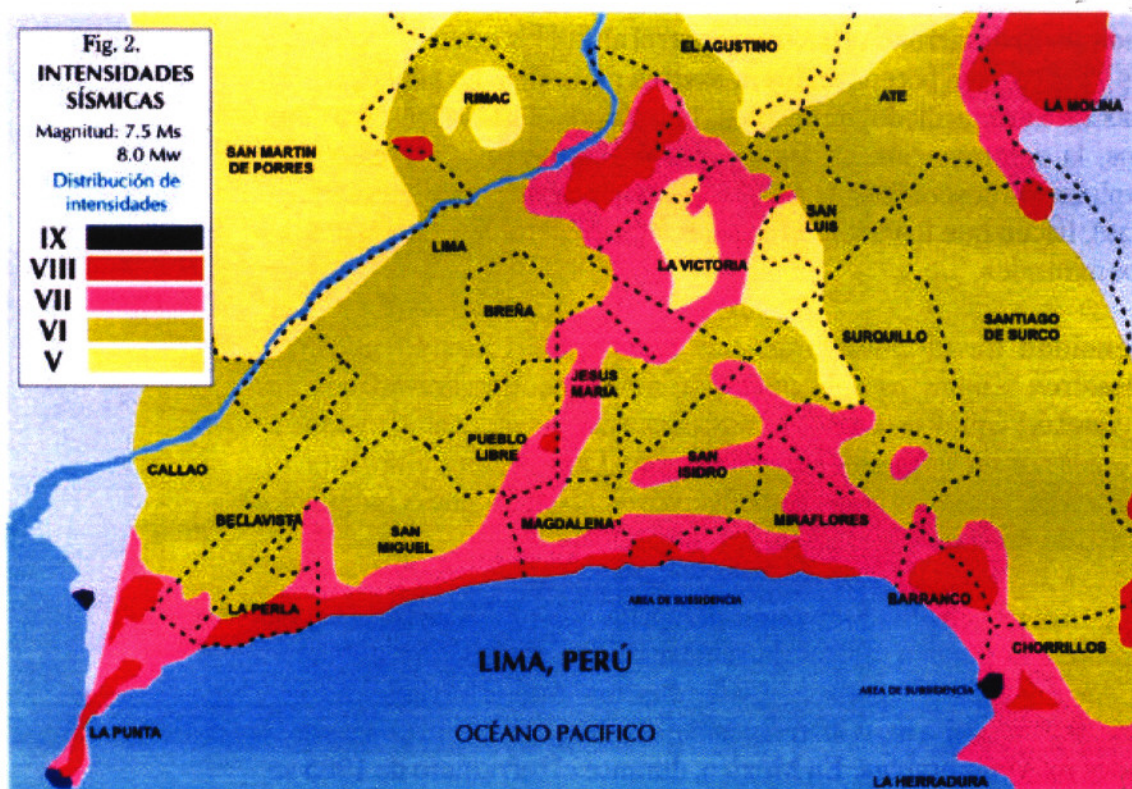 Fig. 2.
INTENSIDADES
SÍSMICAS
Magnitud: 7.5 Ms
8.0 Mw
Distribución de
intensidades
IX
VIII
VII
VI
V
EL AGUSTINO
RIMAC
ATE
LA MOLINA
SAN MARTIN
DE PORRES
SAN
LUIS
LIMA
LA VICTORIA
BREÑA
SURQUILLO
SANTIAGO
DE SURCO
JESUS
MARIA
PUEBLO
LIBRE
SAN
ISIDRO
CALLAO
BELLAVISTA
SAN
MIGUEL
MAGDALENA
MIRAFLORES
LA PERLA
AREA DE SUBSIDENCIA
BARRANCO
CHORRILLOS
LIMA, PERÚ
AREA DE SUBSIDENCIA
LA PUNTA
OCÉANO PACIFICO
LA HERRADURA